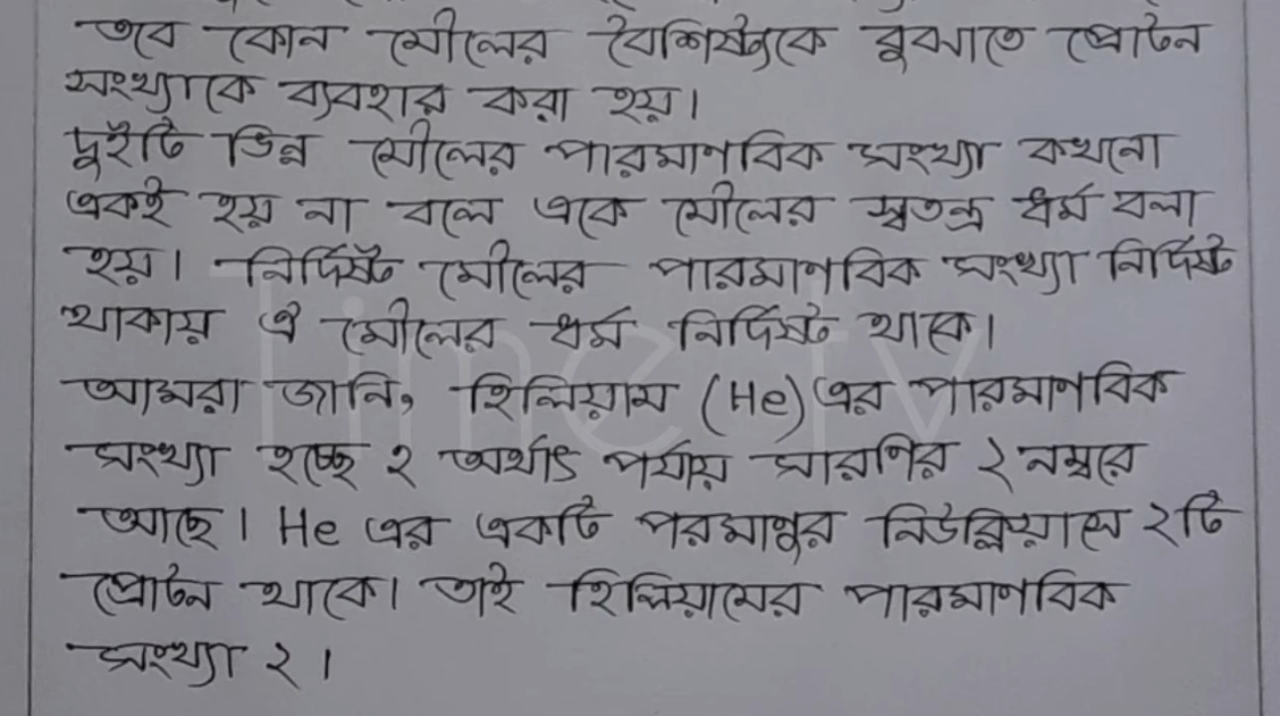 তবে কোন মৌলের বৈশিষ্ট্যকে বুঝাতে প্রোটন
সংখ্যাকে ব্যবহার করা হয়।
দুইটি ভিন্ন মৌলের পারমাণবিক সংখ্যা কখনো
একই হয় না বলে একে মৌলের স্বতন্ত্র ধর্ম বলা
হয়। নির্দিষ্ট মৌলের পারমাণবিক সংখ্যা নির্দিষ্ট
থাকায় ঐ মৌলের ধর্ম নির্দিষ্ট থাকে।
আমরা জানি, হিলিয়াম (He) এর পারমাণবিক
সংখ্যা হচ্ছে ২ অর্থাৎ পর্যায় সারণির ২ নম্বরে
আছে। He এর একটি পরমাণুর নিউক্লিয়াসে ২টি
প্রোটন থাকে। তাই হিলিয়ামের পারমাণবিক
সংখ্যা ২।
Time tv